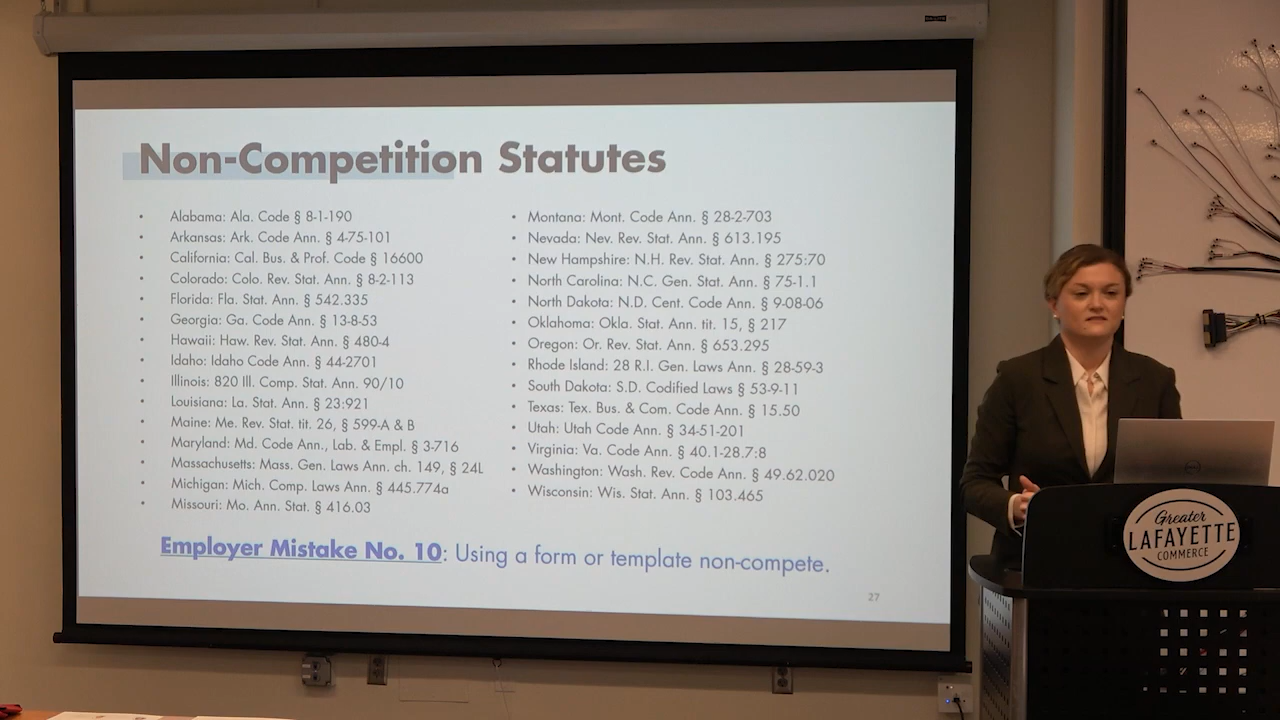 Non-Competition Statutes
• Alabama: Ala. Code § 8-1-190
• Arkansas: Ark. Code Ann. § 4-75-101
• California: Cal. Bus. & Prof. Code § 16600
• Colorado: Colo. Rev. Stat. Ann. § 8-2-113
• Florida: Fla. Stat. Ann. § 542.335
• Georgia: Ga. Code Ann. § 13-8-53
• Hawaii: Haw. Rev. Stat. § 480-4
• Idaho: Idaho Code Ann. § 44-2701
• Illinois: 820 Ill. Comp. Stat. Ann. 90/10
• Louisiana: La. Stat. Ann. § 23:921
• Maine: Me. Rev. Stat. tit. 26, § 599-A & B
• Maryland: Md. Code Ann., Lab. & Empl. § 3-716
• Massachusetts: Mass. Gen. Laws Ann. ch. 149, § 24L
• Michigan: Mich. Comp. Laws Ann. § 445.774a
• Missouri: Mo. Ann. Stat. § 416.03
• Montana: Mont. Code Ann. § 28-2-703
• Nevada: Nev. Rev. Stat. Ann. § 613.195
• New Hampshire: N.H. Rev. Stat. Ann. § 275:70
• North Carolina: N.C. Gen. Stat. Ann. § 75-1.1
• North Dakota: N.D. Cent. Code Ann. § 9-08-06
• Oklahoma: Okla. Stat. Ann. tit. 15, § 217
• Oregon: Or. Rev. Stat. Ann. § 653.295
• Rhode Island: 28 R.I. Gen. Laws Ann. § 28-59-3
• South Dakota: S.D. Codified Laws § 53-9-11
• Texas: Tex. Bus. & Com. Code Ann. § 15.50
• Utah: Utah Code Ann. § 34-51-201
• Virginia: Va. Code Ann. § 40.1-28.7:8
• Washington: Wash. Rev. Code Ann. § 49.62.020
• Wisconsin: Wis. Stat. Ann. § 103.465
Employer Mistake No. 10: Using a form or template non-compete.
27
Greater
LAFAYETTE
COMMERCE